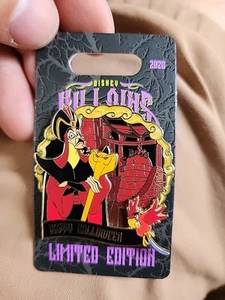 2020
DISNEY
VILLAINS
HAPPY HALLOWEEN
LIMITED EDITION